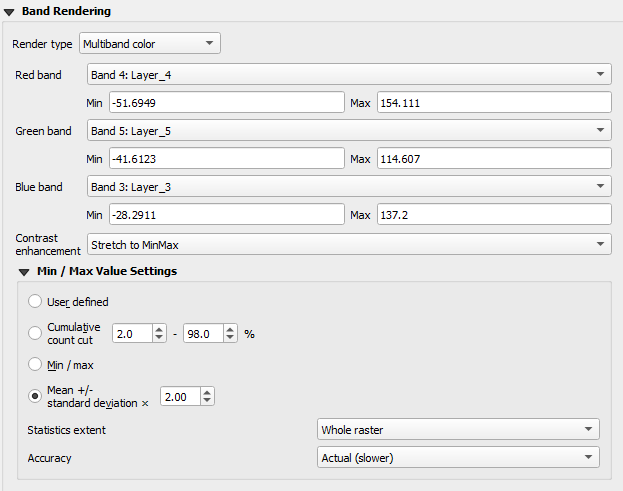 Band Rendering
Render type Multiband color
Red band Band 4: Layer_4
Min -51.6949 Max 154.111
Green band Band 5: Layer_5
Min -41.6123 Max 114.607
Blue band Band 3: Layer_3
Min -28.2911 Max 137.2
Contrast
enhancement Stretch to MinMax
Min / Max Value Settings
User defined
Cumulative
count cut 2.0 - 98.0 %
Min / max
Mean +/-
standard deviation × 2.00
Statistics extent Whole raster
Accuracy Actual (slower)